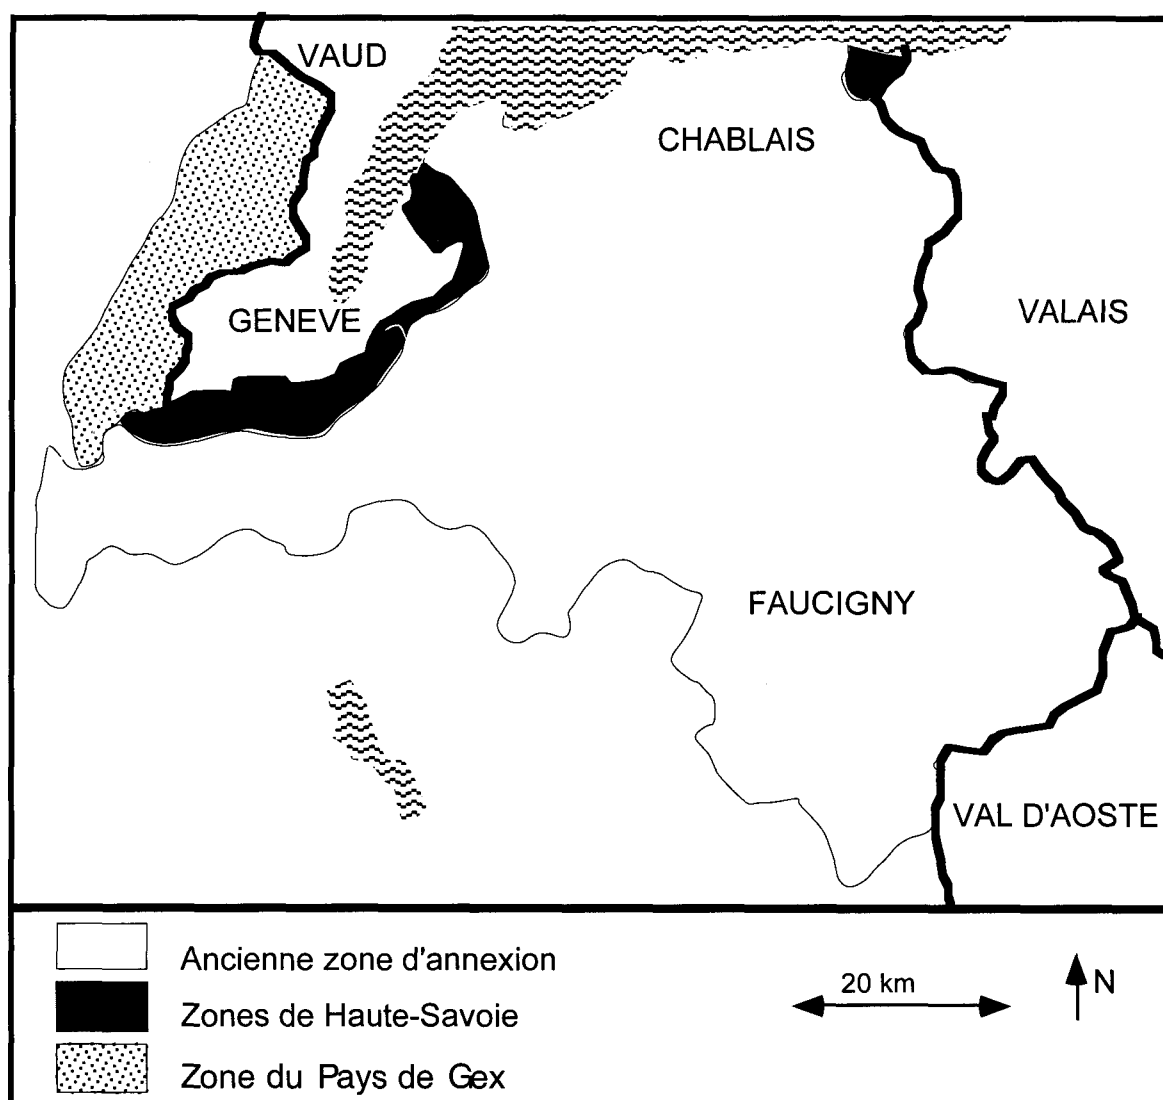 VAUD
CHABLAIS
VALAIS
GENEVE
FAUCIGNY
VAL D'AOSTE
Ancienne zone d'annexion
Zones de Haute-Savoie
Zone du Pays de Gex
20 km
N